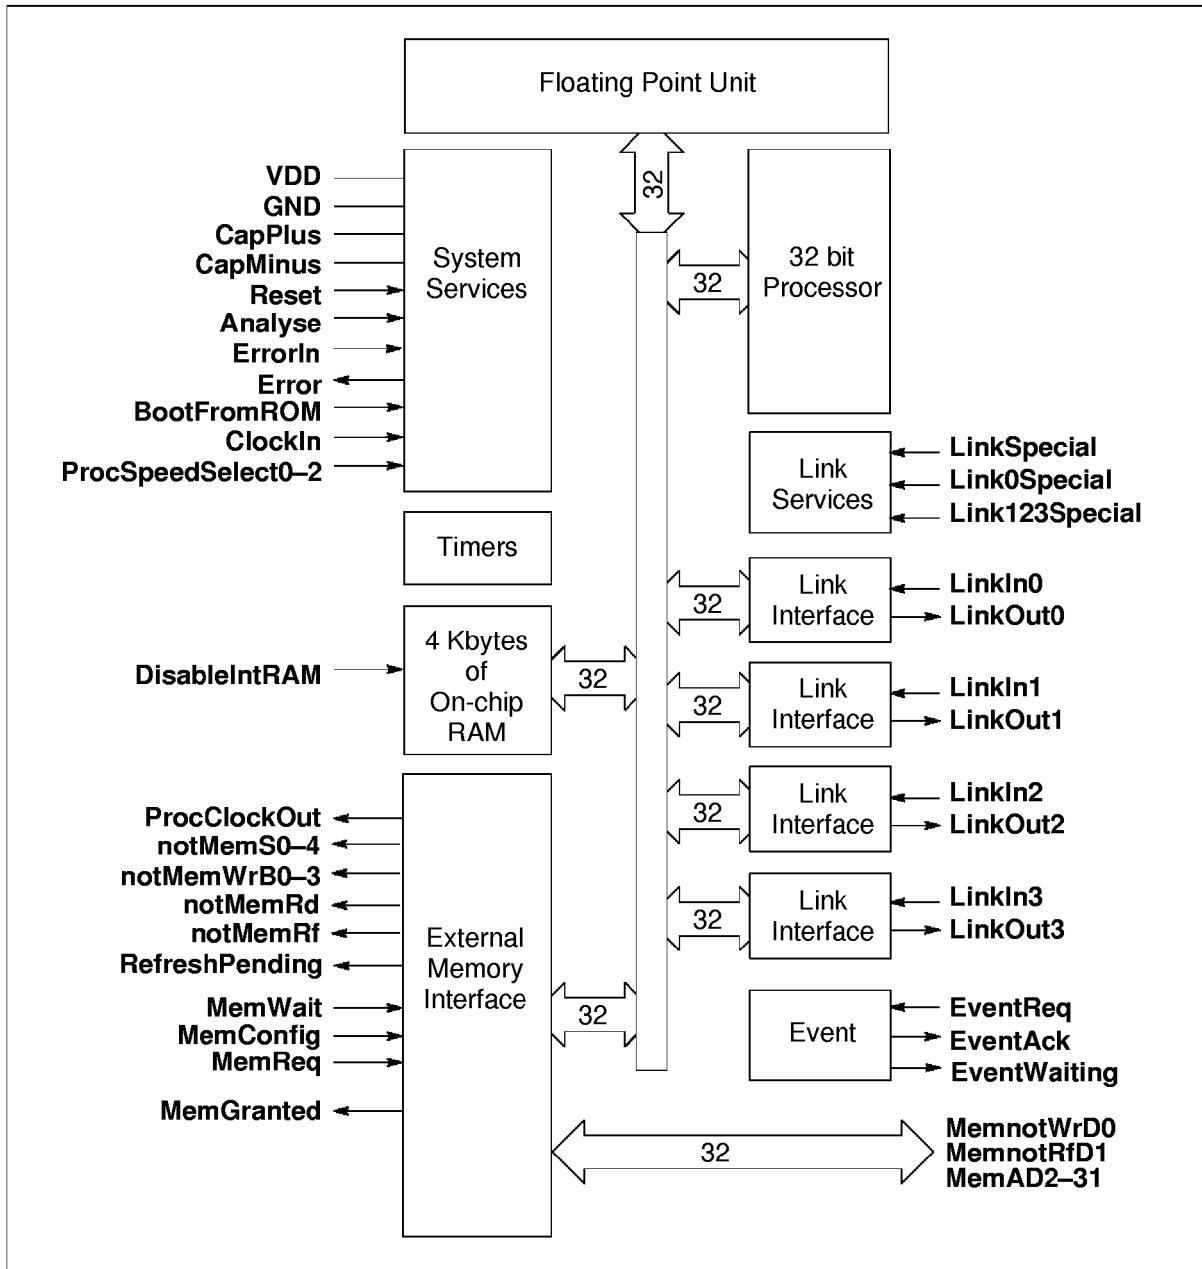 Floating Point Unit
32
VDD
GND
CapPlus
CapMinus
Reset
Analyse
ErrorIn
Error
BootFromROM
ClockIn
ProcSpeedSelect0–2
System
Services
32
32 bit
Processor
Link
Services
LinkSpecial
Link0Special
Link123Special
Timers
32
Link
Interface
LinkIn0
LinkOut0
DisableIntRAM
4 Kbytes
of
On-chip
RAM
32
32
Link
Interface
LinkIn1
LinkOut1
32
Link
Interface
LinkIn2
LinkOut2
32
Link
Interface
LinkIn3
LinkOut3
ProcClockOut
notMemS0–4
notMemWrB0–3
notMemRd
notMemRf
RefreshPending
MemWait
MemConfig
MemReq
MemGranted
External
Memory
Interface
32
Event
EventReq
EventAck
EventWaiting
32
MemnotWrD0
MemnotRfD1
MemAD2–31